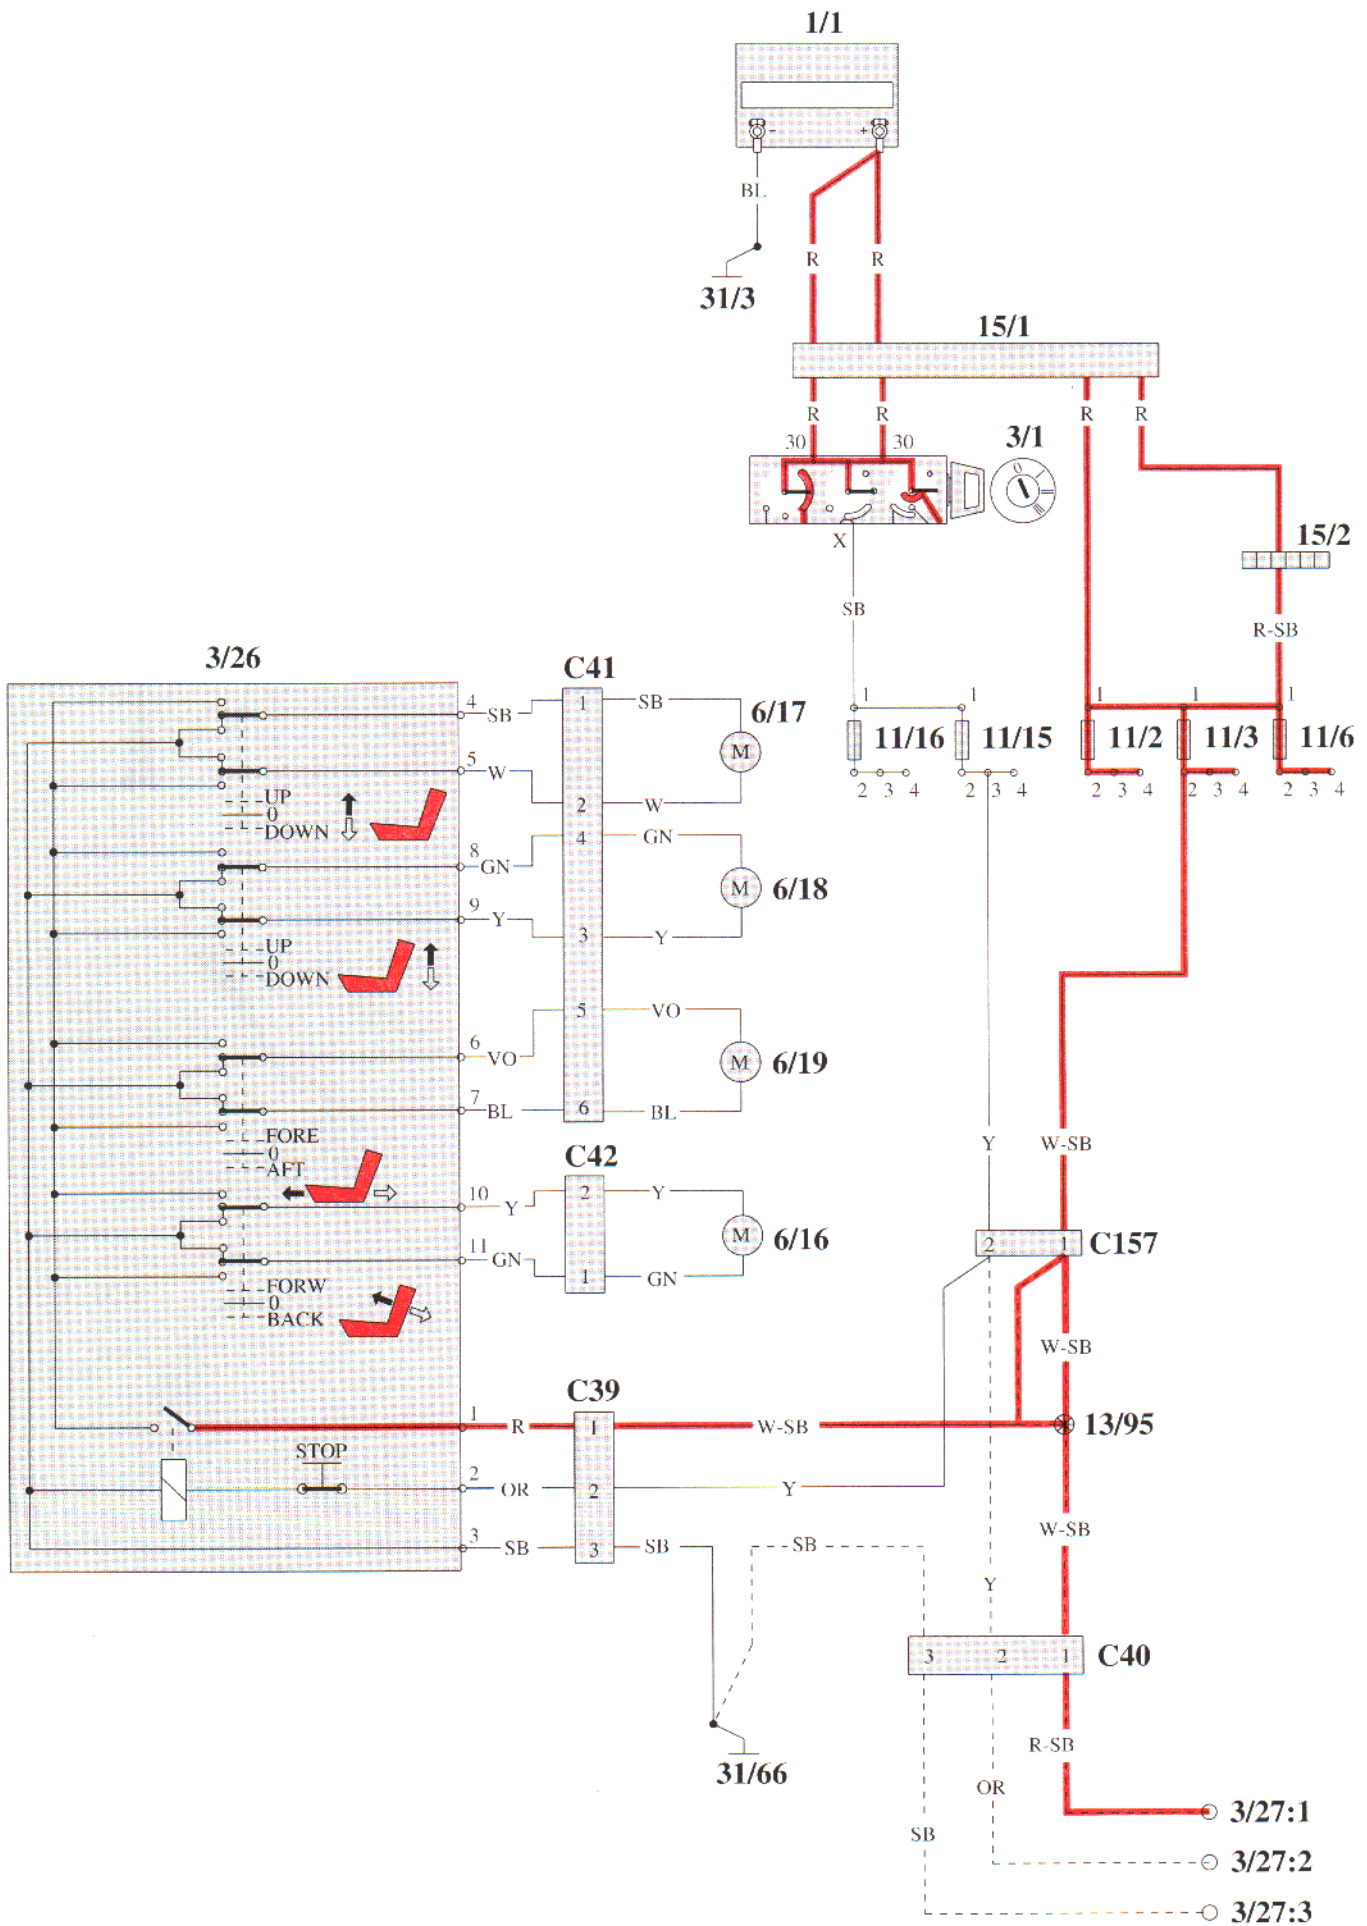 1/1
- +
BL
R R
31/3
15/1
R R R R
30 30 3/1
0
X
15/2
SB
R-SB
3/26
C41
4 SB 1 SB
6/17
M
5 W 2 W
1 1 1 1 1
11/16 11/15 11/2 11/3 11/6
2 3 4 2 3 4 2 3 4 2 3 4 2 3 4
UP
0
DOWN
8 GN 4 GN
M 6/18
9 Y 3 Y
UP
0
DOWN
5 VO
6 VO
M 6/19
7 BL 6 BL
FORE
0
AFT
Y W-SB
C42
10 Y 2 Y
M 6/16
11 GN 1 GN
2 1 C157
FORW
0
BACK
W-SB
C39
1 R 1 W-SB 13/95
STOP
2 OR 2 Y
3 SB 3 SB SB
W-SB
Y
3 2 1 C40
31/66
R-SB
OR
SB
3/27:1
3/27:2
3/27:3